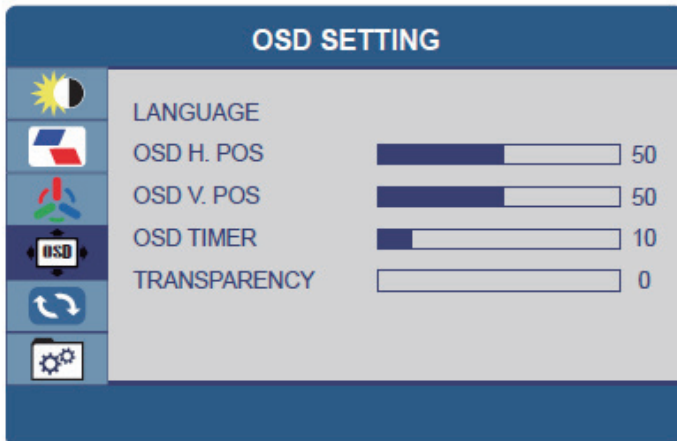 OSD SETTING
LANGUAGE
OSD H. POS 50
OSD V. POS 50
OSD
OSD TIMER 10
TRANSPARENCY 0